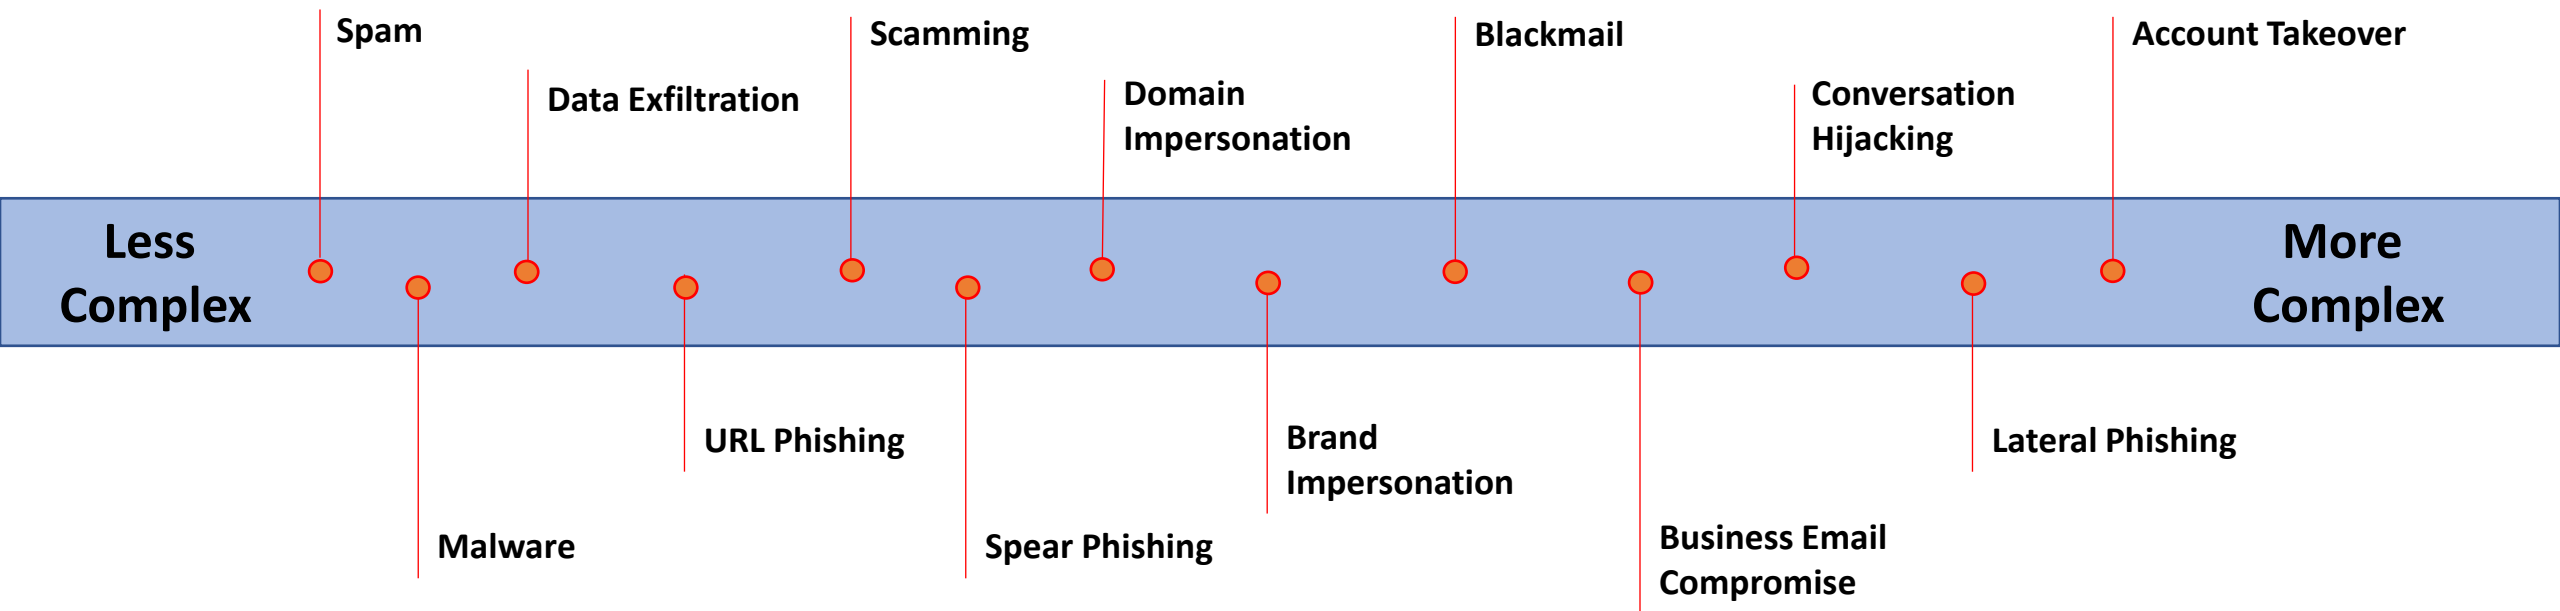 Spam
Scamming
Blackmail
Account Takeover
Data Exfiltration
Domain
Impersonation
Conversation
Hijacking
Less
Complex
More
Complex
URL Phishing
Brand
Impersonation
Lateral Phishing
Malware
Spear Phishing
Business Email
Compromise